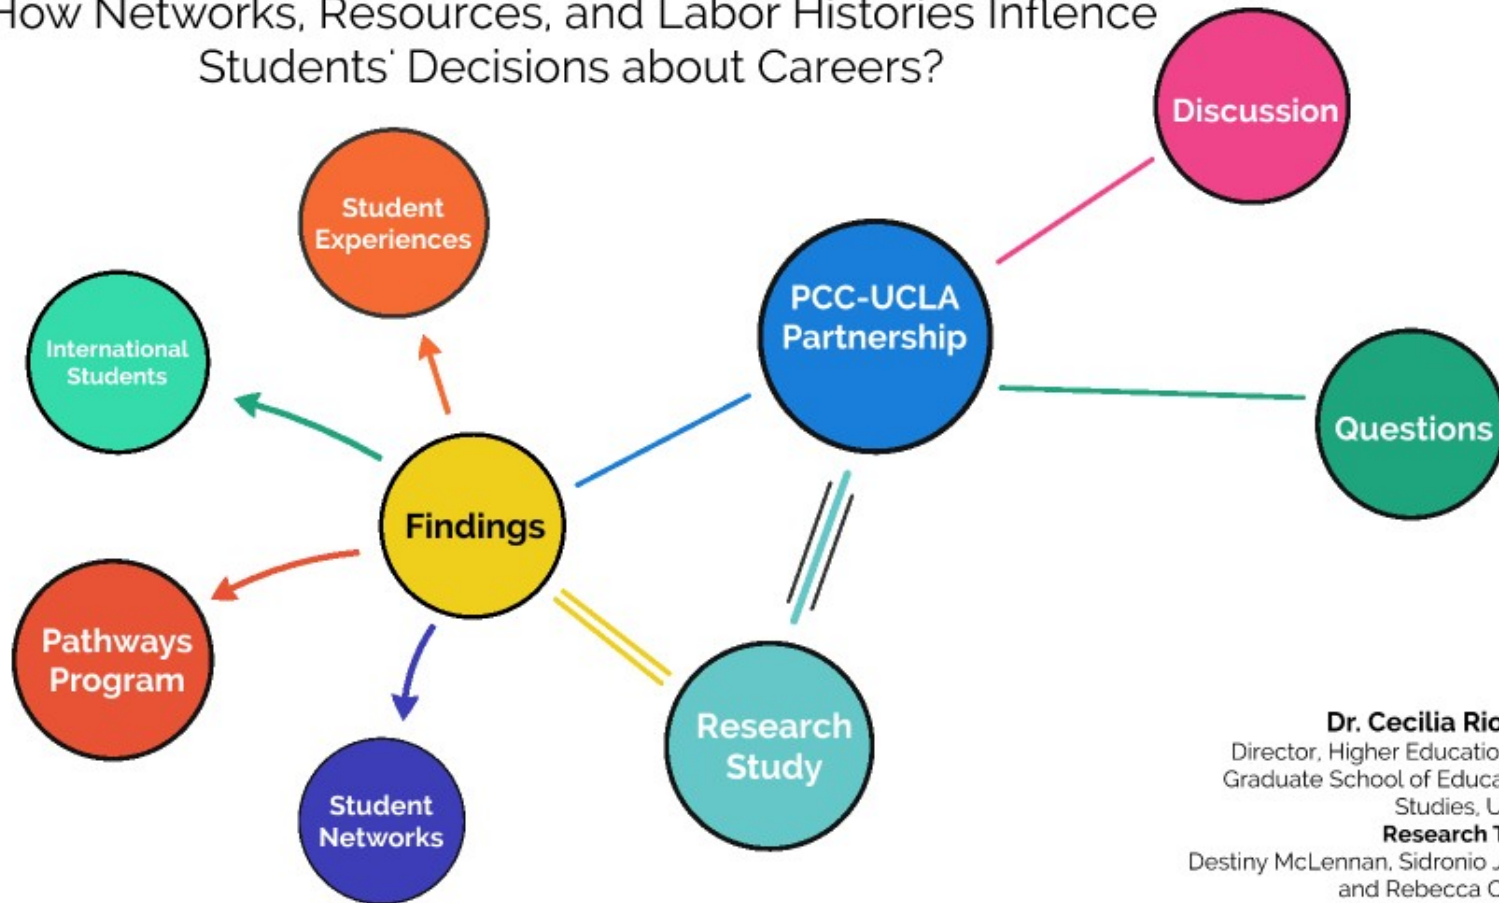 How Networks, Resources, and Labor Histories Inflence
Students' Decisions about Careers?
Discussion
Student
Experiences
PCC-UCLA
Partnership
International
Students
Questions
Findings
Pathways
Program
Research
Study
Student
Networks
Dr. Cecilia
Director, Higher
Graduate School of
Studies,
Research
Destiny McLennan, Sidronio
and Rebecca